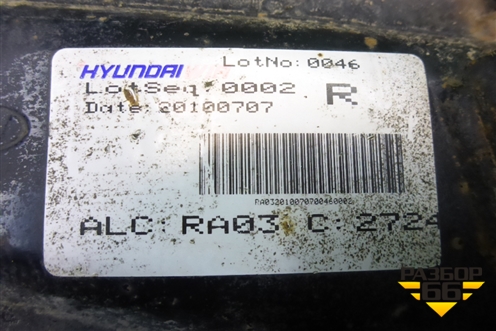 LotNo: 0046
HYUNDAI
LotSeq: 0002 R
Date: 20100707
RA032010070700460002
ALC: RA03 C: 2724
РАЗБОР
66